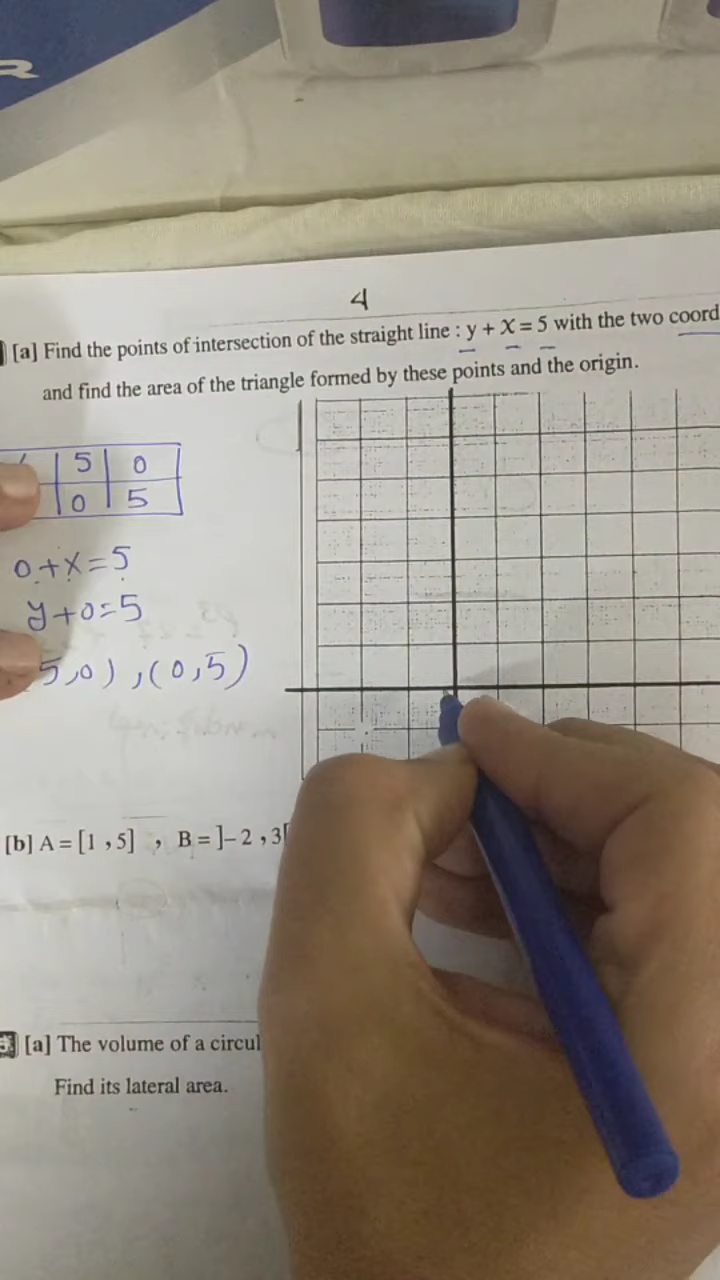 4
[a] Find the points of intersection of the straight line : y + x = 5 with the two coord
and find the area of the triangle formed by these points and the origin.
5 0
0 5
0+x=5
y+0=5
5,0) ,(0,5)
[b] A = [1 , 5] , B = ]– 2 , 3[
[a] The volume of a circul
Find its lateral area.